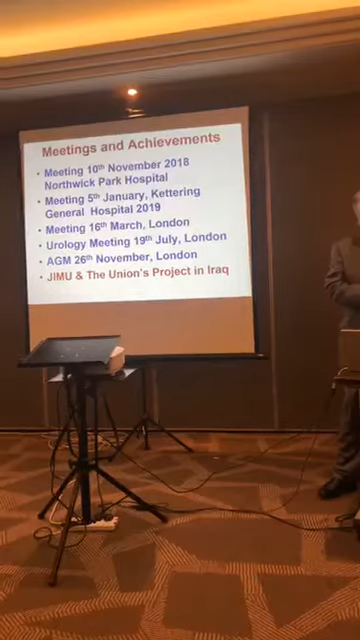 Meetings and Achievements
• Meeting 10th November 2018
Northwick Park Hospital
• Meeting 5th January, Kettering
General Hospital 2019
• Meeting 16th March, London
• Urology Meeting 19th July, London
• AGM 26th November, London
• JIMU & The Union's Project in Iraq